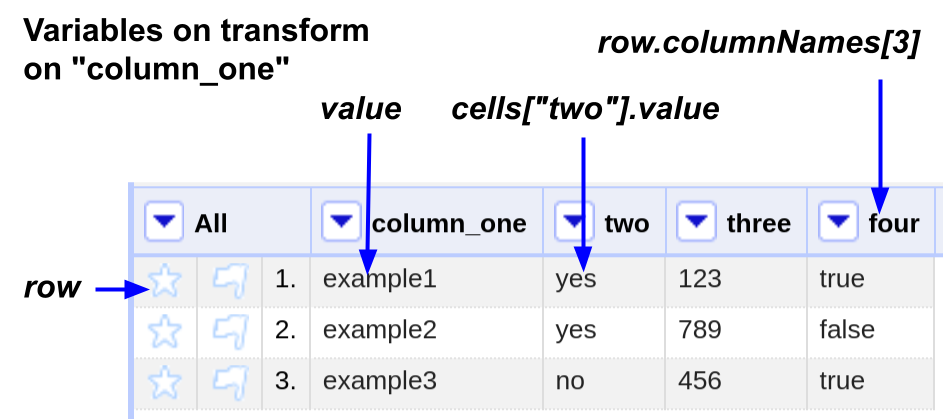 Variables on transform
on "column_one"
row.columnNames[3]
value
cells["two"].value
All column_one two three four
row
1. example1 yes 123 true
2. example2 yes 789 false
3. example3 no 456 true